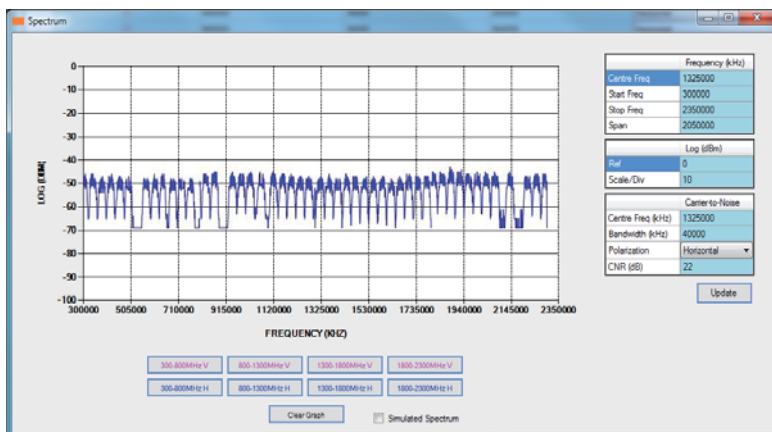 Spectrum
0
-10
-20
-30
-40
-50
-60
-70
-80
-90
-100
300000 505000 710000 915000 1120000 1325000 1530000 1735000 1940000 2145000 2350000
FREQUENCY (KHZ)
300-800MHz V 800-1300MHz V 1300-1800MHz V 1800-2300MHz V
300-800MHz H 800-1300MHz H 1300-1800MHz H 1800-2300MHz H
Clear Graph Simulated Spectrum
Frequency (kHz)
Centre Freq 1325000
Start Freq 300000
Stop Freq 2350000
Span 2050000
Log (dBm)
Ref 0
Scale/Div 10
Carrier-to-Noise
Centre Freq (kHz) 1325000
Bandwidth (kHz) 40000
Polarization Horizontal
CNR (dB) 22
Update